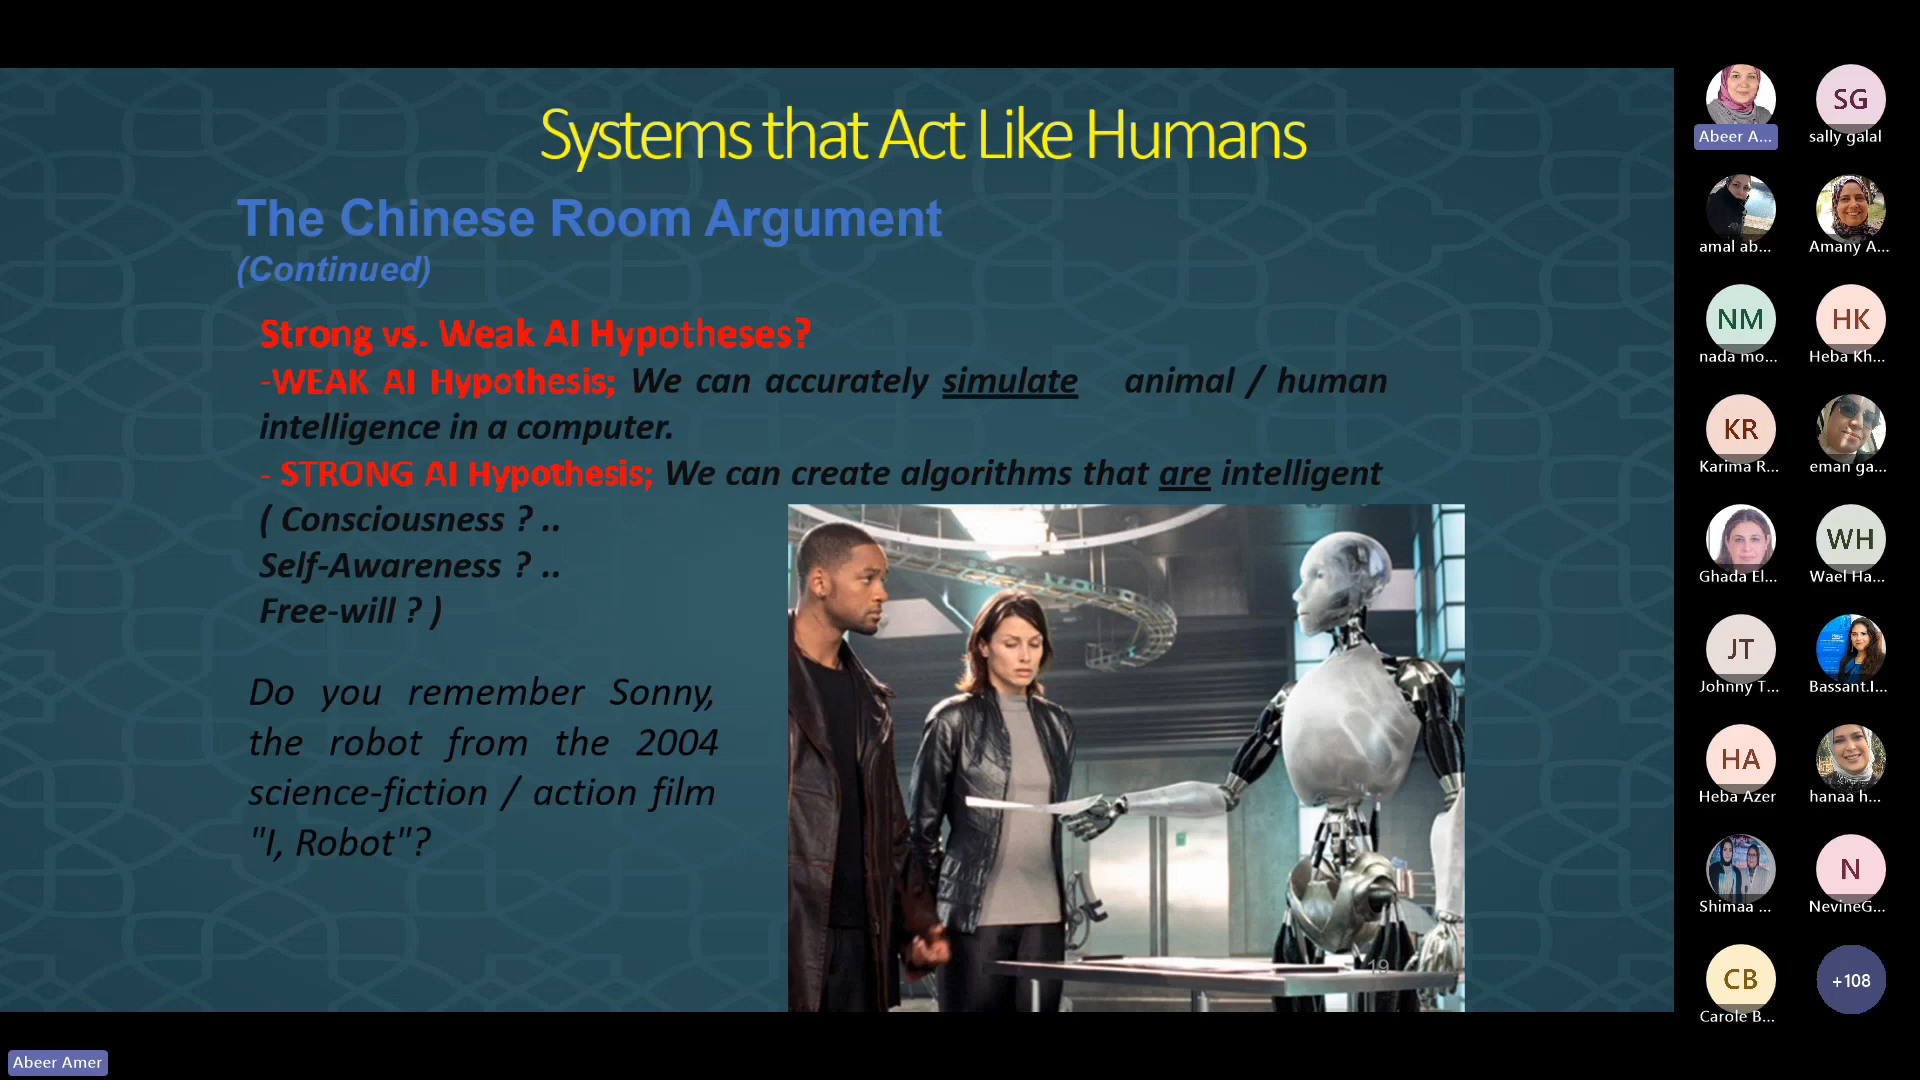 Systems that Act Like Humans
The Chinese Room Argument
(Continued)
Strong vs. Weak AI Hypotheses?
-WEAK AI Hypothesis; We can accurately simulate animal / human
intelligence in a computer.
- STRONG AI Hypothesis; We can create algorithms that are intelligent
( Consciousness ? ..
Self-Awareness ? ..
Free-will ? )
Do you remember Sonny,
the robot from the 2004
science-fiction / action film
"I, Robot"?
19
Abeer A...
SG
sally galal
amal ab...
Amany A...
NM
nada mo...
HK
Heba Kh...
KR
Karima R...
eman ga...
Ghada El...
WH
Wael Ha...
JT
Johnny T...
Bassant.I...
HA
Heba Azer
hanaa h...
Shimaa ...
N
NevineG...
CB
Carole B...
+108
Abeer Amer